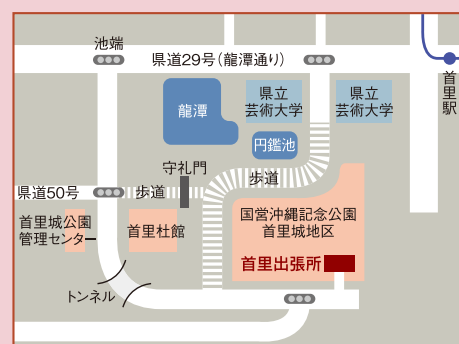 池端
県道29号(龍潭通り)
首里駅
龍潭
県立
芸術大学
県立
芸術大学
円鑑池
守礼門
県道50号
歩道
歩道
首里城公園
管理センター
首里杜館
国営沖縄記念公園
首里城地区
首里出張所
トンネル